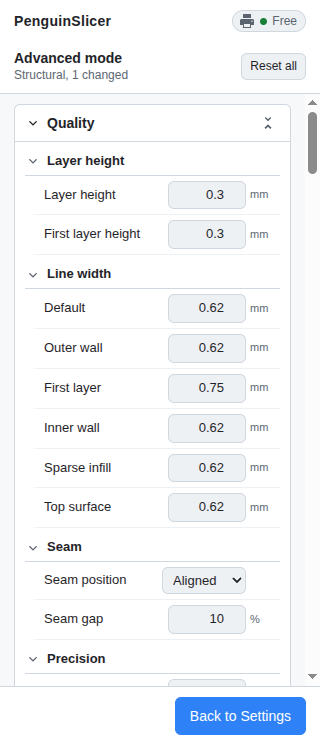 PenguinSlicer
Free
Advanced mode
Structural, 1 changed
Reset all
Quality
Layer height
Layer height 0.3 mm
First layer height 0.3 mm
Line width
Default 0.62 mm
Outer wall 0.62 mm
First layer 0.75 mm
Inner wall 0.62 mm
Sparse infill 0.62 mm
Top surface 0.62 mm
Seam
Seam position Aligned
Seam gap 10 %
Precision
Back to Settings